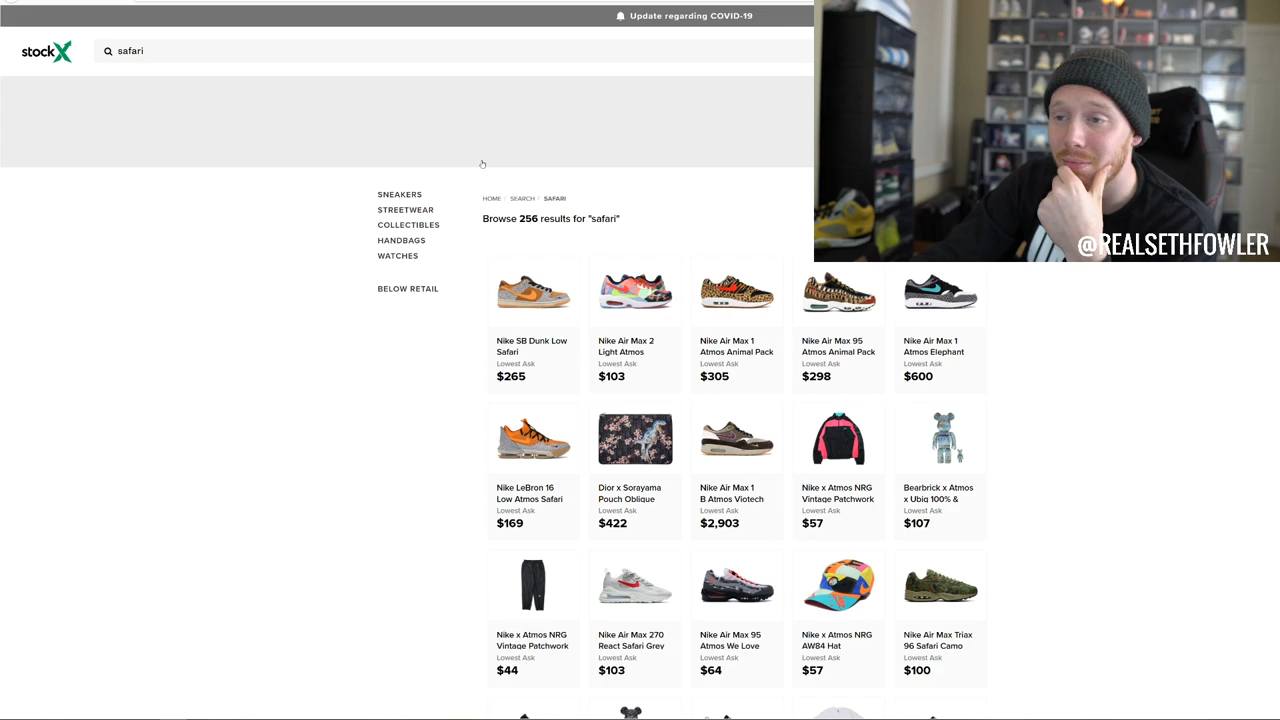 Update regarding COVID-19
stockX
safari
@REALSETHFOWLER
SNEAKERS
STREETWEAR
COLLECTIBLES
HANDBAGS
WATCHES
BELOW RETAIL
HOME / SEARCH / SAFARI
Browse 256 results for "safari"
Nike SB Dunk Low
Safari
Lowest Ask
$265
Nike Air Max 2
Light Atmos
Lowest Ask
$103
Nike Air Max 1
Atmos Animal Pack
Lowest Ask
$305
Nike Air Max 95
Atmos Animal Pack
Lowest Ask
$298
Nike Air Max 1
Atmos Elephant
Lowest Ask
$600
Nike LeBron 16
Low Atmos Safari
Lowest Ask
$169
Dior x Sorayama
Pouch Oblique
Lowest Ask
$422
Nike Air Max 1
B Atmos Viotech
Lowest Ask
$2,903
Nike x Atmos NRG
Vintage Patchwork
Lowest Ask
$57
Bearbrick x Atmos
x Ubiq 100% &
Lowest Ask
$107
Nike x Atmos NRG
Vintage Patchwork
Lowest Ask
$44
Nike Air Max 270
React Safari Grey
Lowest Ask
$103
Nike Air Max 95
Atmos We Love
Lowest Ask
$64
Nike x Atmos NRG
AW84 Hat
Lowest Ask
$57
Nike Air Max Triax
96 Safari Camo
Lowest Ask
$100